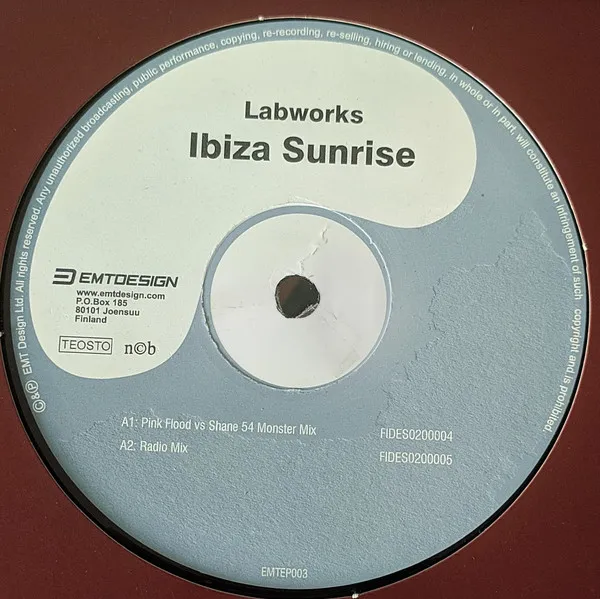 ©&℗ EMT Design Ltd. All rights reserved. Any unauthorized broadcasting, public performance, copying, re-recording, re-selling, hiring or lending, in whole or in part, will constitute an infringement of such copyright and is prohibited.
Labworks
Ibiza Sunrise
EMTDESIGN
www.emtdesign.com
P.O.Box 185
80101 Joensuu
Finland
TEOSTO n©b
A1: Pink Flood vs Shane 54 Monster Mix FIDES0200004
A2: Radio Mix FIDES0200005
EMTEP003